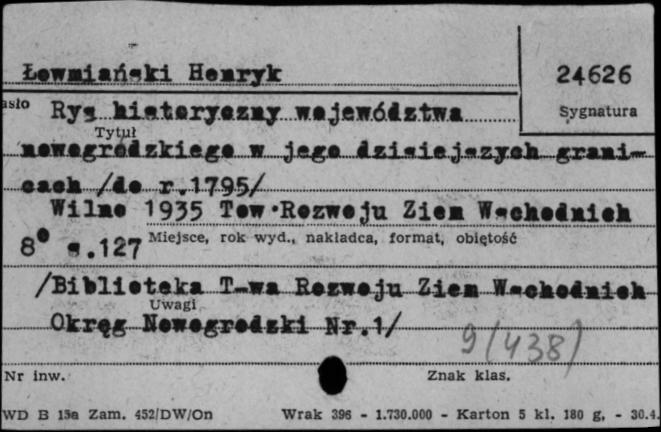 Łowmiański Henryk
24626
Sygnatura
asło Rys historyczny województwa
Tytuł
nowogródzkiego w jego dzisiejszych grani-
cach /do r.1795/
Wilno 1935 Tow.Rozwoju Ziem Wschodnich
8° s.127 Miejsce, rok wyd., nakładca, format, objętość
/Biblioteka T-wa Rozwoju Ziem Wschodnich
Uwagi
Okręg Nowogrodzki Nr.1/
9(438)
Nr inw.
Znak klas.
WD B 13a Zam. 452/DW/On Wrak 396 - 1.730.000 - Karton 5 kl. 180 g. - 30.4.